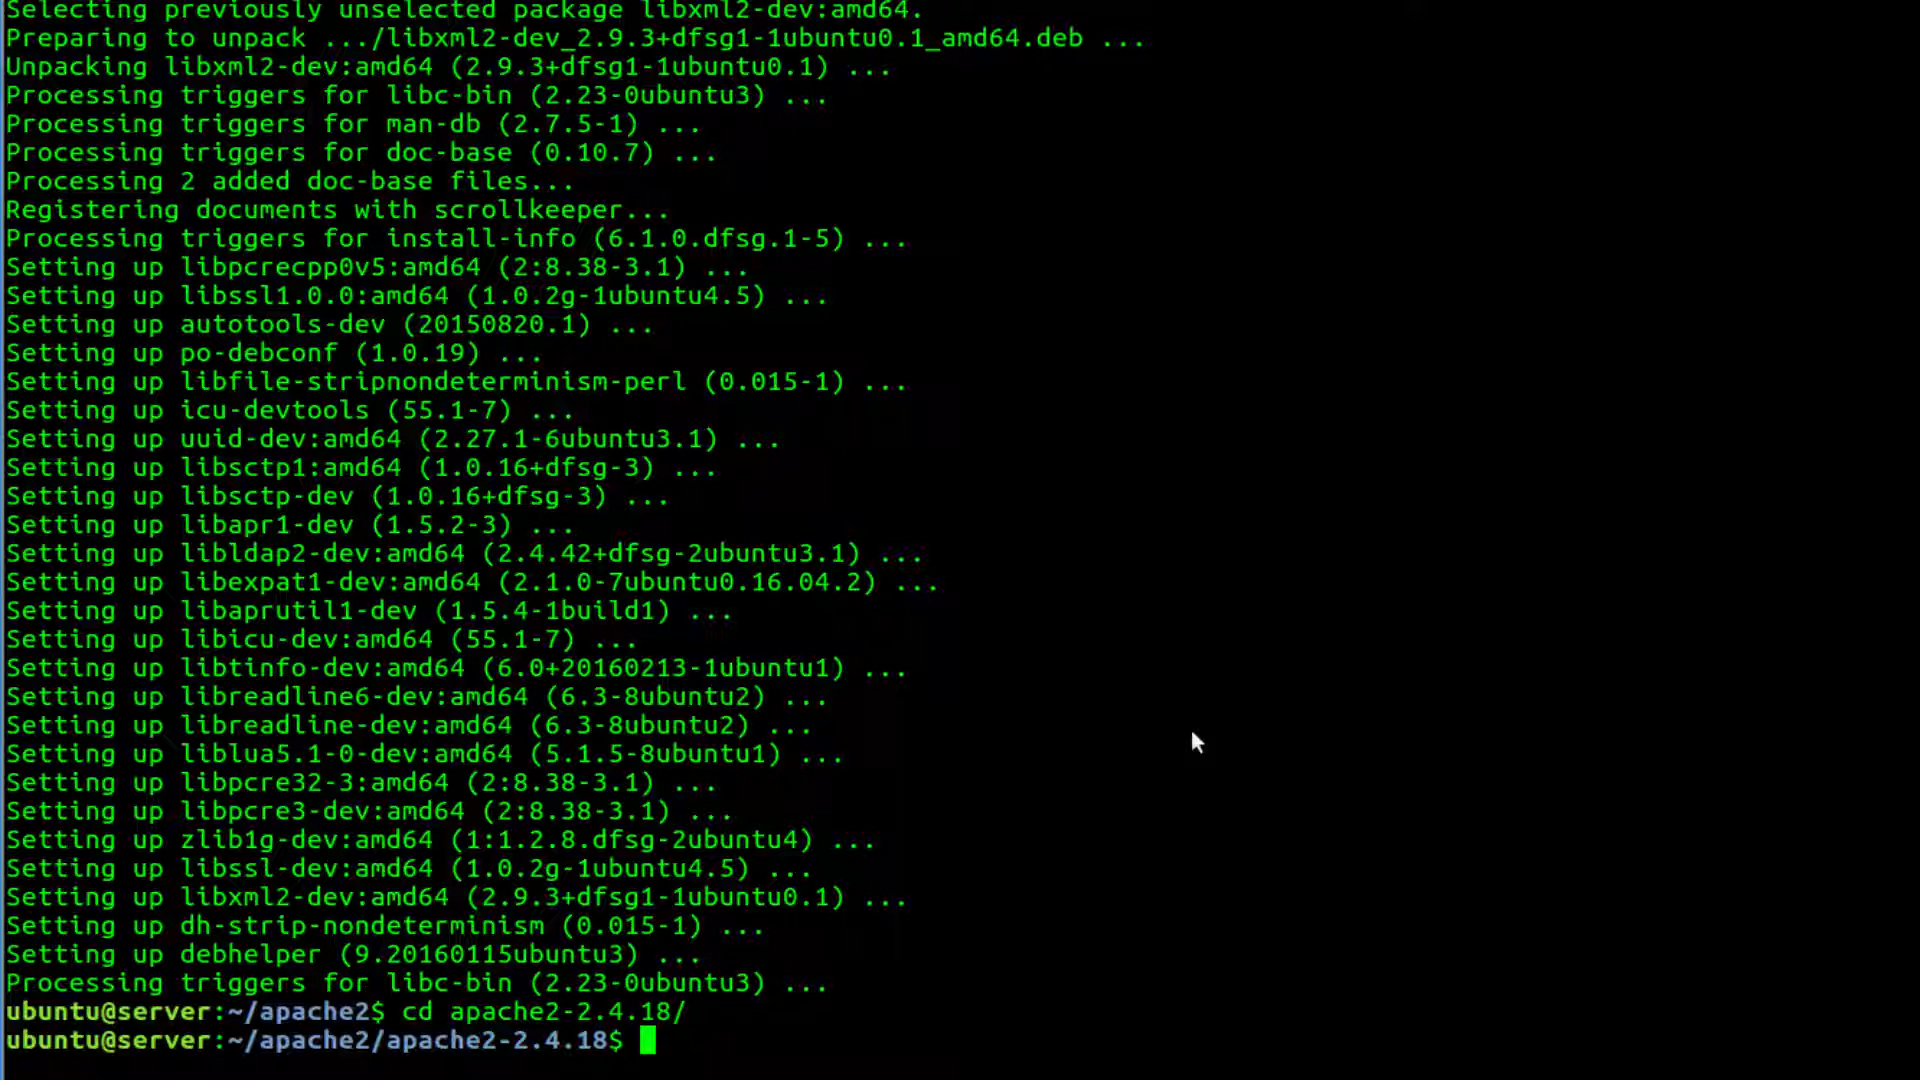 Selecting previously unselected package libxml2-dev:amd64.
Preparing to unpack .../libxml2-dev_2.9.3+dfsg1-1ubuntu0.1_amd64.deb ...
Unpacking libxml2-dev:amd64 (2.9.3+dfsg1-1ubuntu0.1) ...
Processing triggers for libc-bin (2.23-0ubuntu3) ...
Processing triggers for man-db (2.7.5-1) ...
Processing triggers for doc-base (0.10.7) ...
Processing 2 added doc-base files...
Registering documents with scrollkeeper...
Processing triggers for install-info (6.1.0.dfsg.1-5) ...
Setting up libpcrecpp0v5:amd64 (2:8.38-3.1) ...
Setting up libssl1.0.0:amd64 (1.0.2g-1ubuntu4.5) ...
Setting up autotools-dev (20150820.1) ...
Setting up po-debconf (1.0.19) ...
Setting up libfile-stripnondeterminism-perl (0.015-1) ...
Setting up icu-devtools (55.1-7) ...
Setting up uuid-dev:amd64 (2.27.1-6ubuntu3.1) ...
Setting up libsctp1:amd64 (1.0.16+dfsg-3) ...
Setting up libsctp-dev (1.0.16+dfsg-3) ...
Setting up libapr1-dev (1.5.2-3) ...
Setting up libldap2-dev:amd64 (2.4.42+dfsg-2ubuntu3.1) ...
Setting up libexpat1-dev:amd64 (2.1.0-7ubuntu0.16.04.2) ...
Setting up libaprutil1-dev (1.5.4-1build1) ...
Setting up libicu-dev:amd64 (55.1-7) ...
Setting up libtinfo-dev:amd64 (6.0+20160213-1ubuntu1) ...
Setting up libreadline6-dev:amd64 (6.3-8ubuntu2) ...
Setting up libreadline-dev:amd64 (6.3-8ubuntu2) ...
Setting up liblua5.1-0-dev:amd64 (5.1.5-8ubuntu1) ...
Setting up libpcre32-3:amd64 (2:8.38-3.1) ...
Setting up libpcre3-dev:amd64 (2:8.38-3.1) ...
Setting up zlib1g-dev:amd64 (1:1.2.8.dfsg-2ubuntu4) ...
Setting up libssl-dev:amd64 (1.0.2g-1ubuntu4.5) ...
Setting up libxml2-dev:amd64 (2.9.3+dfsg1-1ubuntu0.1) ...
Setting up dh-strip-nondeterminism (0.015-1) ...
Setting up debhelper (9.20160115ubuntu3) ...
Processing triggers for libc-bin (2.23-0ubuntu3) ...
ubuntu@server:~/apache2$ cd apache2-2.4.18/
ubuntu@server:~/apache2/apache2-2.4.18$